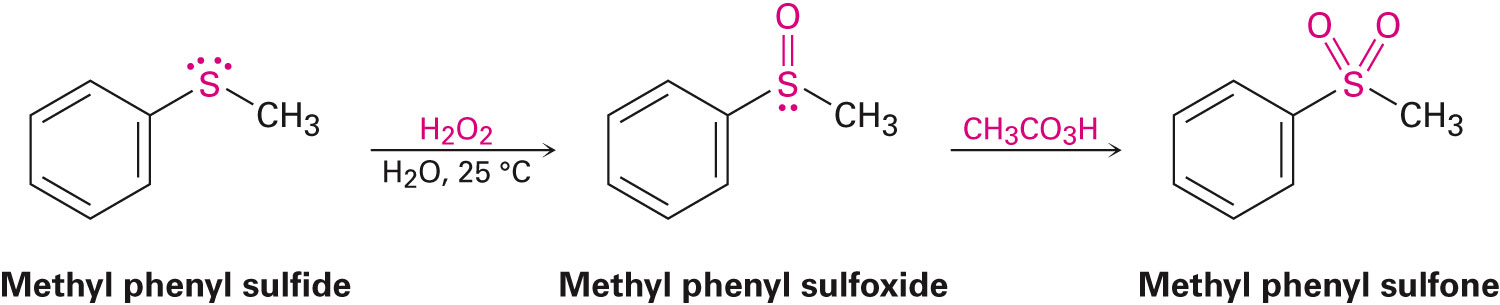 S
CH3
H2O2
H2O, 25 °C
O
S
CH3
CH3CO3H
O O
S
CH3
Methyl phenyl sulfide
Methyl phenyl sulfoxide
Methyl phenyl sulfone